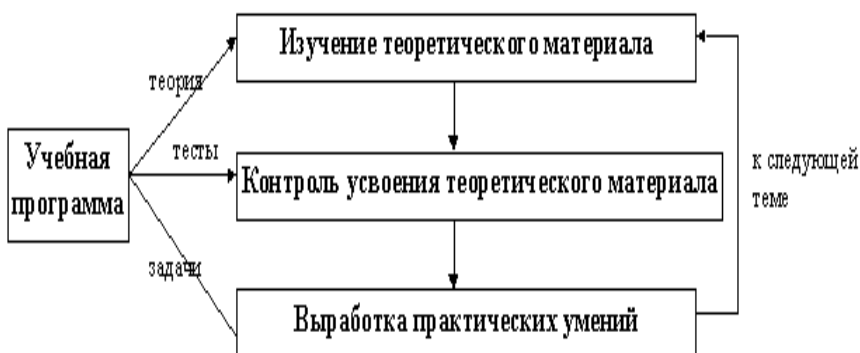 Изучение теоретического материала
теория
Учебная
программа
тесты
Контроль усвоения теоретического материала
к следующей
теме
задачи
Выработка практических умений